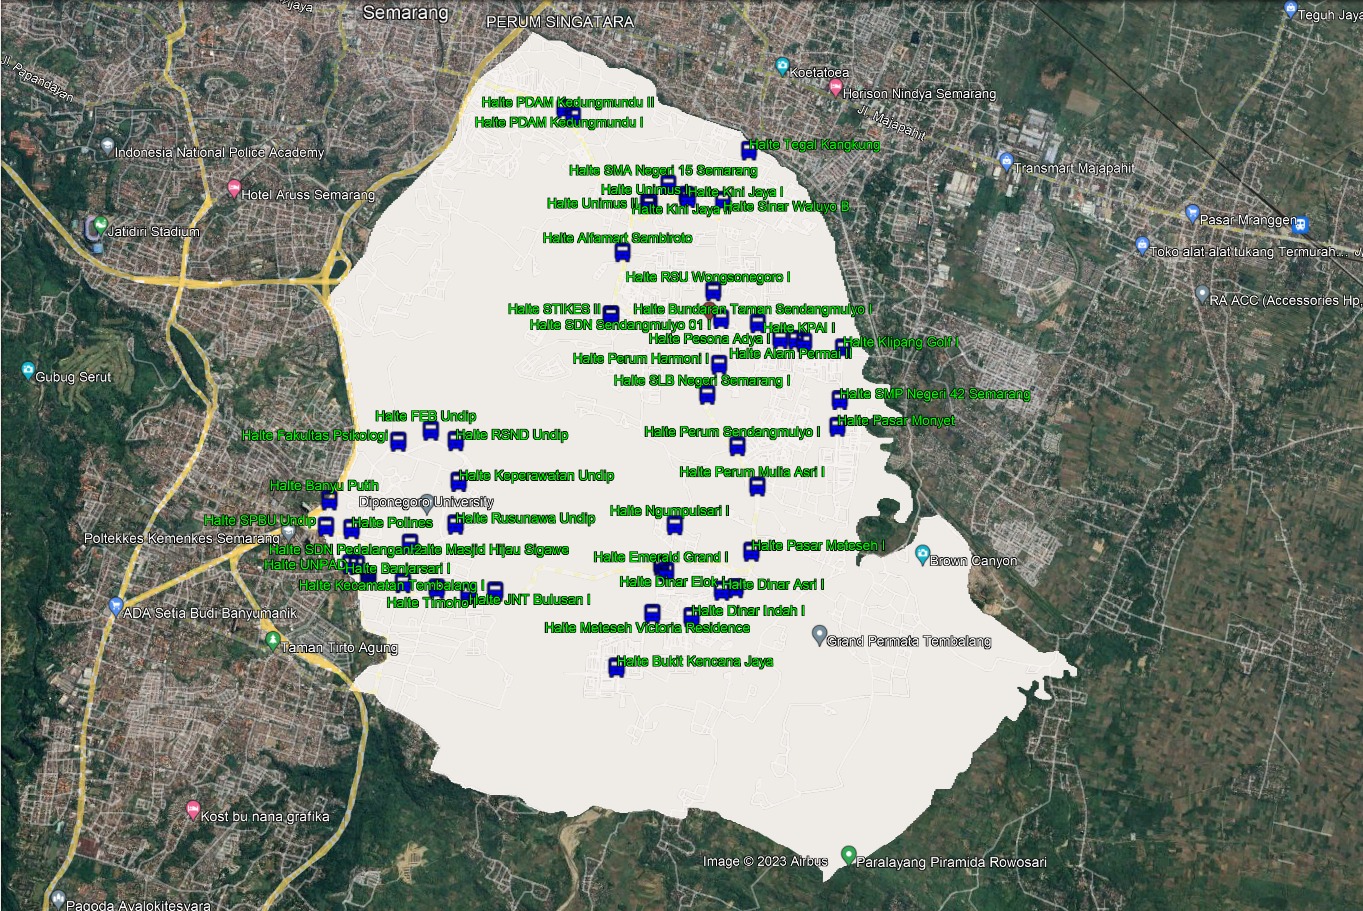 Semarang
PERUM SINGATARA
Teguh Jaya
Jl. Papandayan
Koetatoea
Horison Nindya Semarang
Halte PDAM Kedungmundu II
Halte PDAM Kedungmundu I
Jl. Majapahit
Indonesia National Police Academy
Halte Tegal Kangkung
Transmart Majapahit
Halte SMA Negeri 15 Semarang
Hotel Aruss Semarang
Halte Unimus I
Halte Kini Jaya I
Halte Unimus II
Halte Kini Jaya II
Halte Sinar Waluyo B
Pasar Mranggen
Jatidiri Stadium
Halte Alfamart Sambiroto
Toko alat-alat tukang Termurah...
Halte RSU Wongsonegoro I
RA ACC (Accessories Hp,
Halte STIKES II
Halte Bundaran Taman Sendangmulyo I
Halte SDN Sendangmulyo 01 I
Halte KPAI I
Halte Pesona Adya I
Halte Klipang Golf I
Halte Perum Harmoni I
Halte Alam Permai II
Gubug Serut
Halte SLB Negeri Semarang I
Halte SMP Negeri 42 Semarang
Halte FEB Undip
Halte Pasar Monyet
Halte Fakultas Psikologi
Halte RSND Undip
Halte Perum Sendangmulyo I
Halte Keperawatan Undip
Halte Perum Mulia Asri I
Halte Banyu Putih
Diponegoro University
Halte Ngumpulsari I
Halte SPBU Undip
Halte Polines
Halte Rusunawa Undip
Poltekkes Kemenkes Semarang
Halte SDN Pedalangan 2
Halte Masjid Hijau Sigawe
Halte Pasar Meteseh I
Halte UNPAD
Halte Banjarsari I
Halte Emerald Grand I
Brown Canyon
Halte Kecamatan Tembalang I
Halte Dinar Elok I
Halte Dinar Asri I
Halte Timoho I
Halte JNT Bulusan I
ADA Setia Budi Banyumanik
Halte Dinar Indah I
Halte Meteseh Victoria Residence
Taman Tirto Agung
Grand Permata Tembalang
Halte Bukit Kencana Jaya
Kost bu nana grafika
Image © 2023 Airbus
Paralayang Piramida Rowosari
Pagoda Avalokitesvara